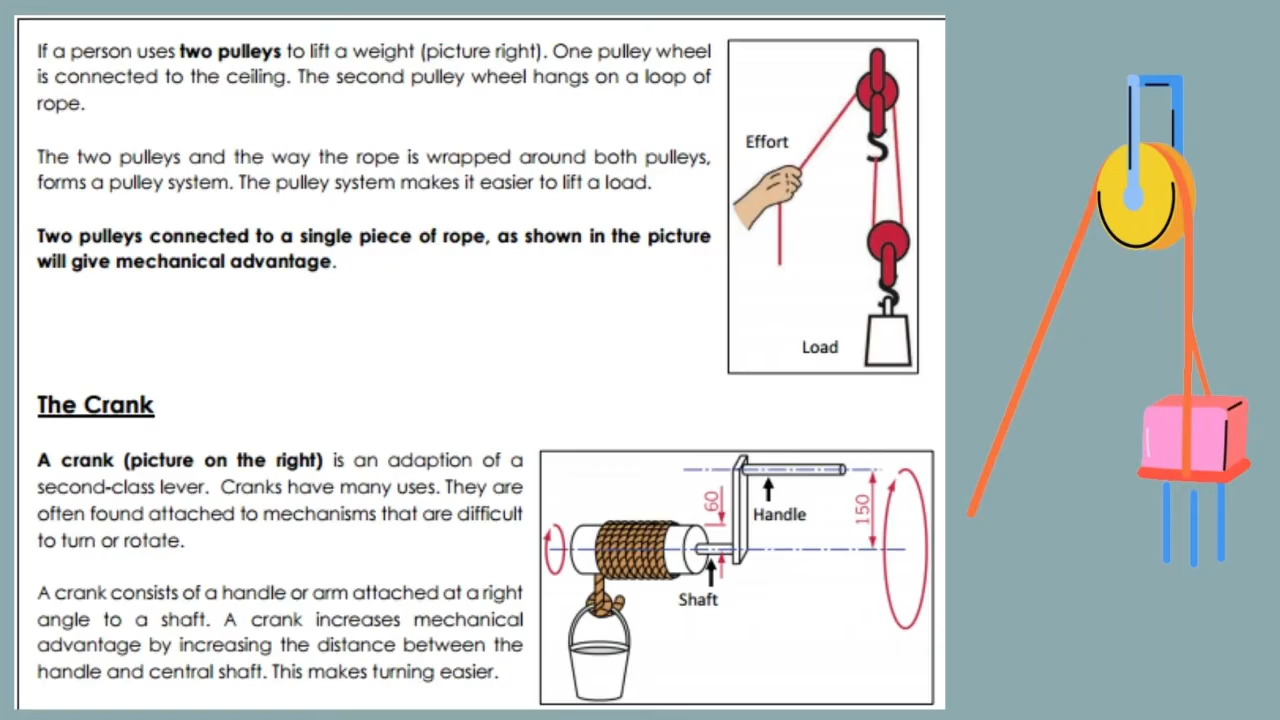 If a person uses two pulleys to lift a weight (picture right). One pulley wheel
is connected to the ceiling. The second pulley wheel hangs on a loop of
rope.
The two pulleys and the way the rope is wrapped around both pulleys,
forms a pulley system. The pulley system makes it easier to lift a load.
Two pulleys connected to a single piece of rope, as shown in the picture
will give mechanical advantage.
Effort
Load
The Crank
A crank (picture on the right) is an adaption of a
second-class lever. Cranks have many uses. They are
often found attached to mechanisms that are difficult
to turn or rotate.
A crank consists of a handle or arm attached at a right
angle to a shaft. A crank increases mechanical
advantage by increasing the distance between the
handle and central shaft. This makes turning easier.
60
Handle
150
Shaft